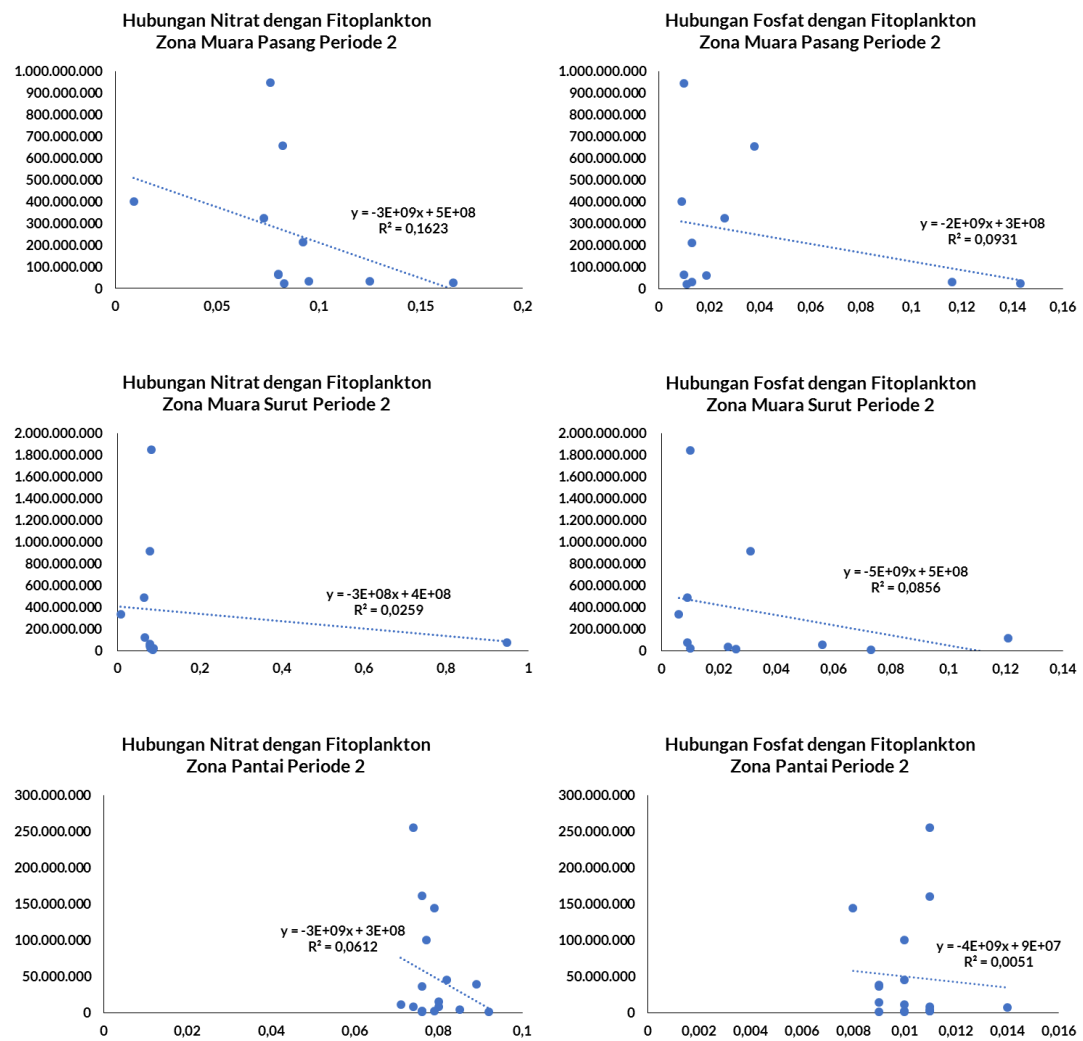 Hubungan Nitrat dengan Fitoplankton
Zona Muara Pasang Periode 2
1.000.000.000
900.000.000
800.000.000
700.000.000
600.000.000
500.000.000
400.000.000
300.000.000
200.000.000
100.000.000
0
y = -3E+09x + 5E+08
R² = 0,1623
0 0,05 0,1 0,15 0,2
Hubungan Fosfat dengan Fitoplankton
Zona Muara Pasang Periode 2
1.000.000.000
900.000.000
800.000.000
700.000.000
600.000.000
500.000.000
400.000.000
300.000.000
200.000.000
100.000.000
0
y = -2E+09x + 3E+08
R² = 0,0931
0 0,02 0,04 0,06 0,08 0,1 0,12 0,14 0,16
Hubungan Nitrat dengan Fitoplankton
Zona Muara Surut Periode 2
2.000.000.000
1.800.000.000
1.600.000.000
1.400.000.000
1.200.000.000
1.000.000.000
800.000.000
600.000.000
400.000.000
200.000.000
0
y = -3E+08x + 4E+08
R² = 0,0259
0 0,2 0,4 0,6 0,8 1
Hubungan Fosfat dengan Fitoplankton
Zona Muara Surut Periode 2
2.000.000.000
1.800.000.000
1.600.000.000
1.400.000.000
1.200.000.000
1.000.000.000
800.000.000
600.000.000
400.000.000
200.000.000
0
y = -5E+09x + 5E+08
R² = 0,0856
0 0,02 0,04 0,06 0,08 0,1 0,12 0,14
Hubungan Nitrat dengan Fitoplankton
Zona Pantai Periode 2
300.000.000
250.000.000
200.000.000
150.000.000
100.000.000
50.000.000
0
y = -3E+09x + 3E+08
R² = 0,0612
0 0,02 0,04 0,06 0,08 0,1
Hubungan Fosfat dengan Fitoplankton
Zona Pantai Periode 2
300.000.000
250.000.000
200.000.000
150.000.000
100.000.000
50.000.000
0
y = -4E+09x + 9E+07
R² = 0,0051
0 0,002 0,004 0,006 0,008 0,01 0,012 0,014 0,016